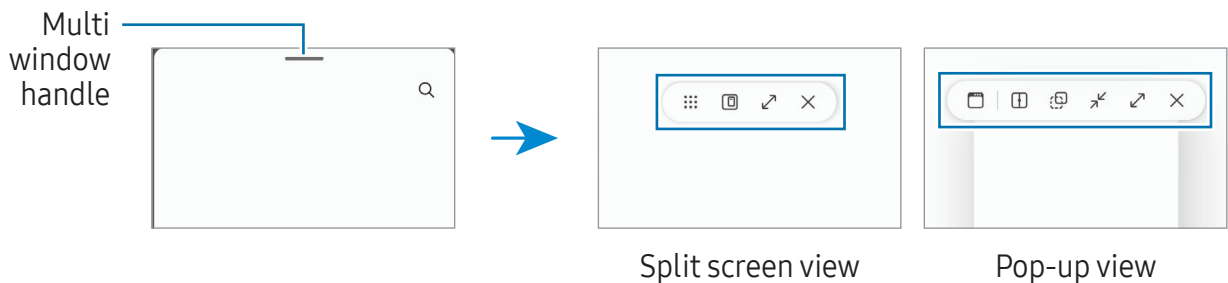 Multi
window
handle
Split screen view
Pop-up view